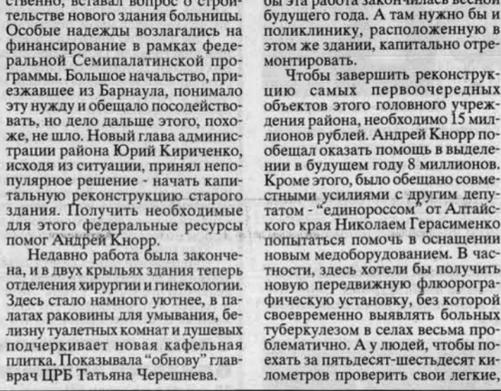 ственно, вставал вопрос о строи-
тельстве нового здания больницы.
Особые надежды возлагались на
финансирование в рамках феде-
ральной Семипалатинской про-
граммы. Большое начальство, при-
езжавшее из Барнаула, понимало
эту нужду и обещало посодейство-
вать, но дело дальше этого, похо-
же, не шло. Новый глава админис-
трации района Юрий Кириченко,
исходя из ситуации, принял непо-
пулярное решение - начать капи-
тальную реконструкцию старого
здания. Получить необходимые
для этого федеральные ресурсы
помог Андрей Кнорр.
Недавно работа была законче-
на, и в двух крыльях здания теперь
отделения хирургии и гинекологии.
Здесь стало намного уютнее, в па-
латах раковины для умывания, бе-
лизну туалетных комнат и душевых
подчеркивает новая кафельная
плитка. Показывала "обнову" глав-
врач ЦРБ Татьяна Черешнева.
бы эта работа закончилась весной
будущего года. А там нужно бы и
поликлинику, расположенную в
этом же здании, капитально отре-
монтировать.
Чтобы завершить реконструк-
цию самых первоочередных
объектов этого головного учреж-
дения района, необходимо 15 мил-
лионов рублей. Андрей Кнорр по-
обещал оказать помощь в выделе-
нии в будущем году 8 миллионов.
Кроме этого, было обещано совме-
стными усилиями с другим депу-
татом - "единороссом" от Алтайс-
кого края Николаем Герасименко
попытаться помочь в оснащении
новым медоборудованием. В час-
тности, здесь хотели бы получить
новую передвижную флюорогра-
фическую установку, без которой
своевременно выявлять больных
туберкулезом в селах весьма про-
блематично. А у людей, чтобы по-
ехать за пятьдесят-шестьдесят ки-
лометров проверить свои легкие,